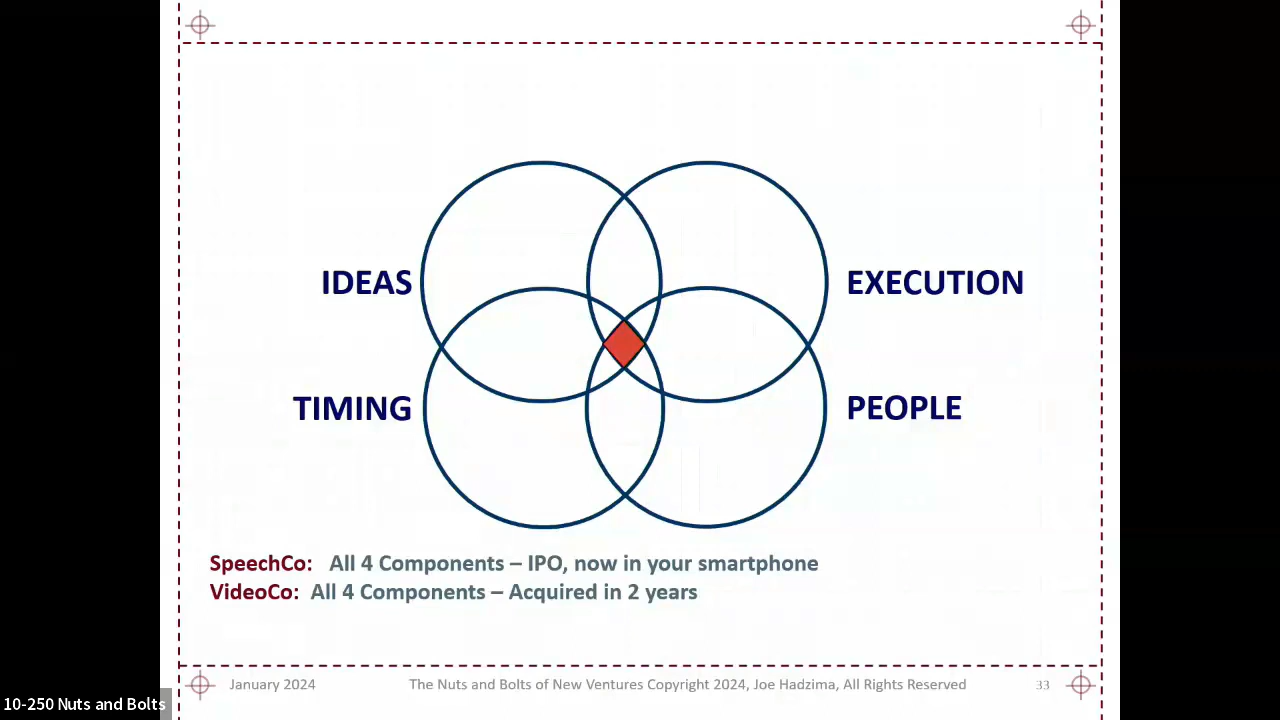 IDEAS
EXECUTION
TIMING
PEOPLE
SpeechCo: All 4 Components – IPO, now in your smartphone
VideoCo: All 4 Components – Acquired in 2 years
January 2024
The Nuts and Bolts of New Ventures Copyright 2024, Joe Hadzima, All Rights Reserved
33
10-250 Nuts and Bolts